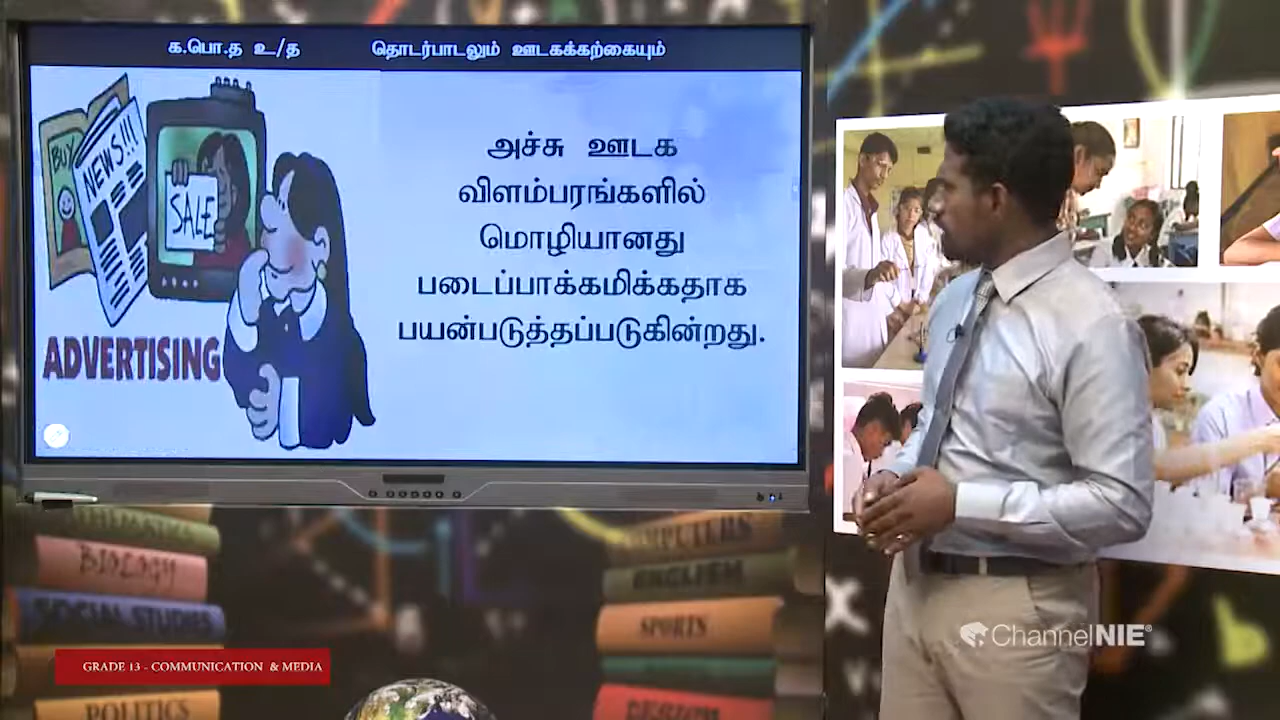 க.பொ.த உ/த தொடர்பாடலும் ஊடகக்கற்கையும்
BUY
NEWS!!!
SALE
ADVERTISING
அச்சு ஊடக
விளம்பரங்களில்
மொழியானது
படைப்பாக்கமிக்கதாக
பயன்படுத்தப்படுகின்றது.
MATHEMATICS
BIOLOGY
SOCIAL STUDIES
POLITICS
COMPUTERS
ENGLISH
SPORTS
DESIGN
GRADE 13 - COMMUNICATION & MEDIA
ChannelNIE®